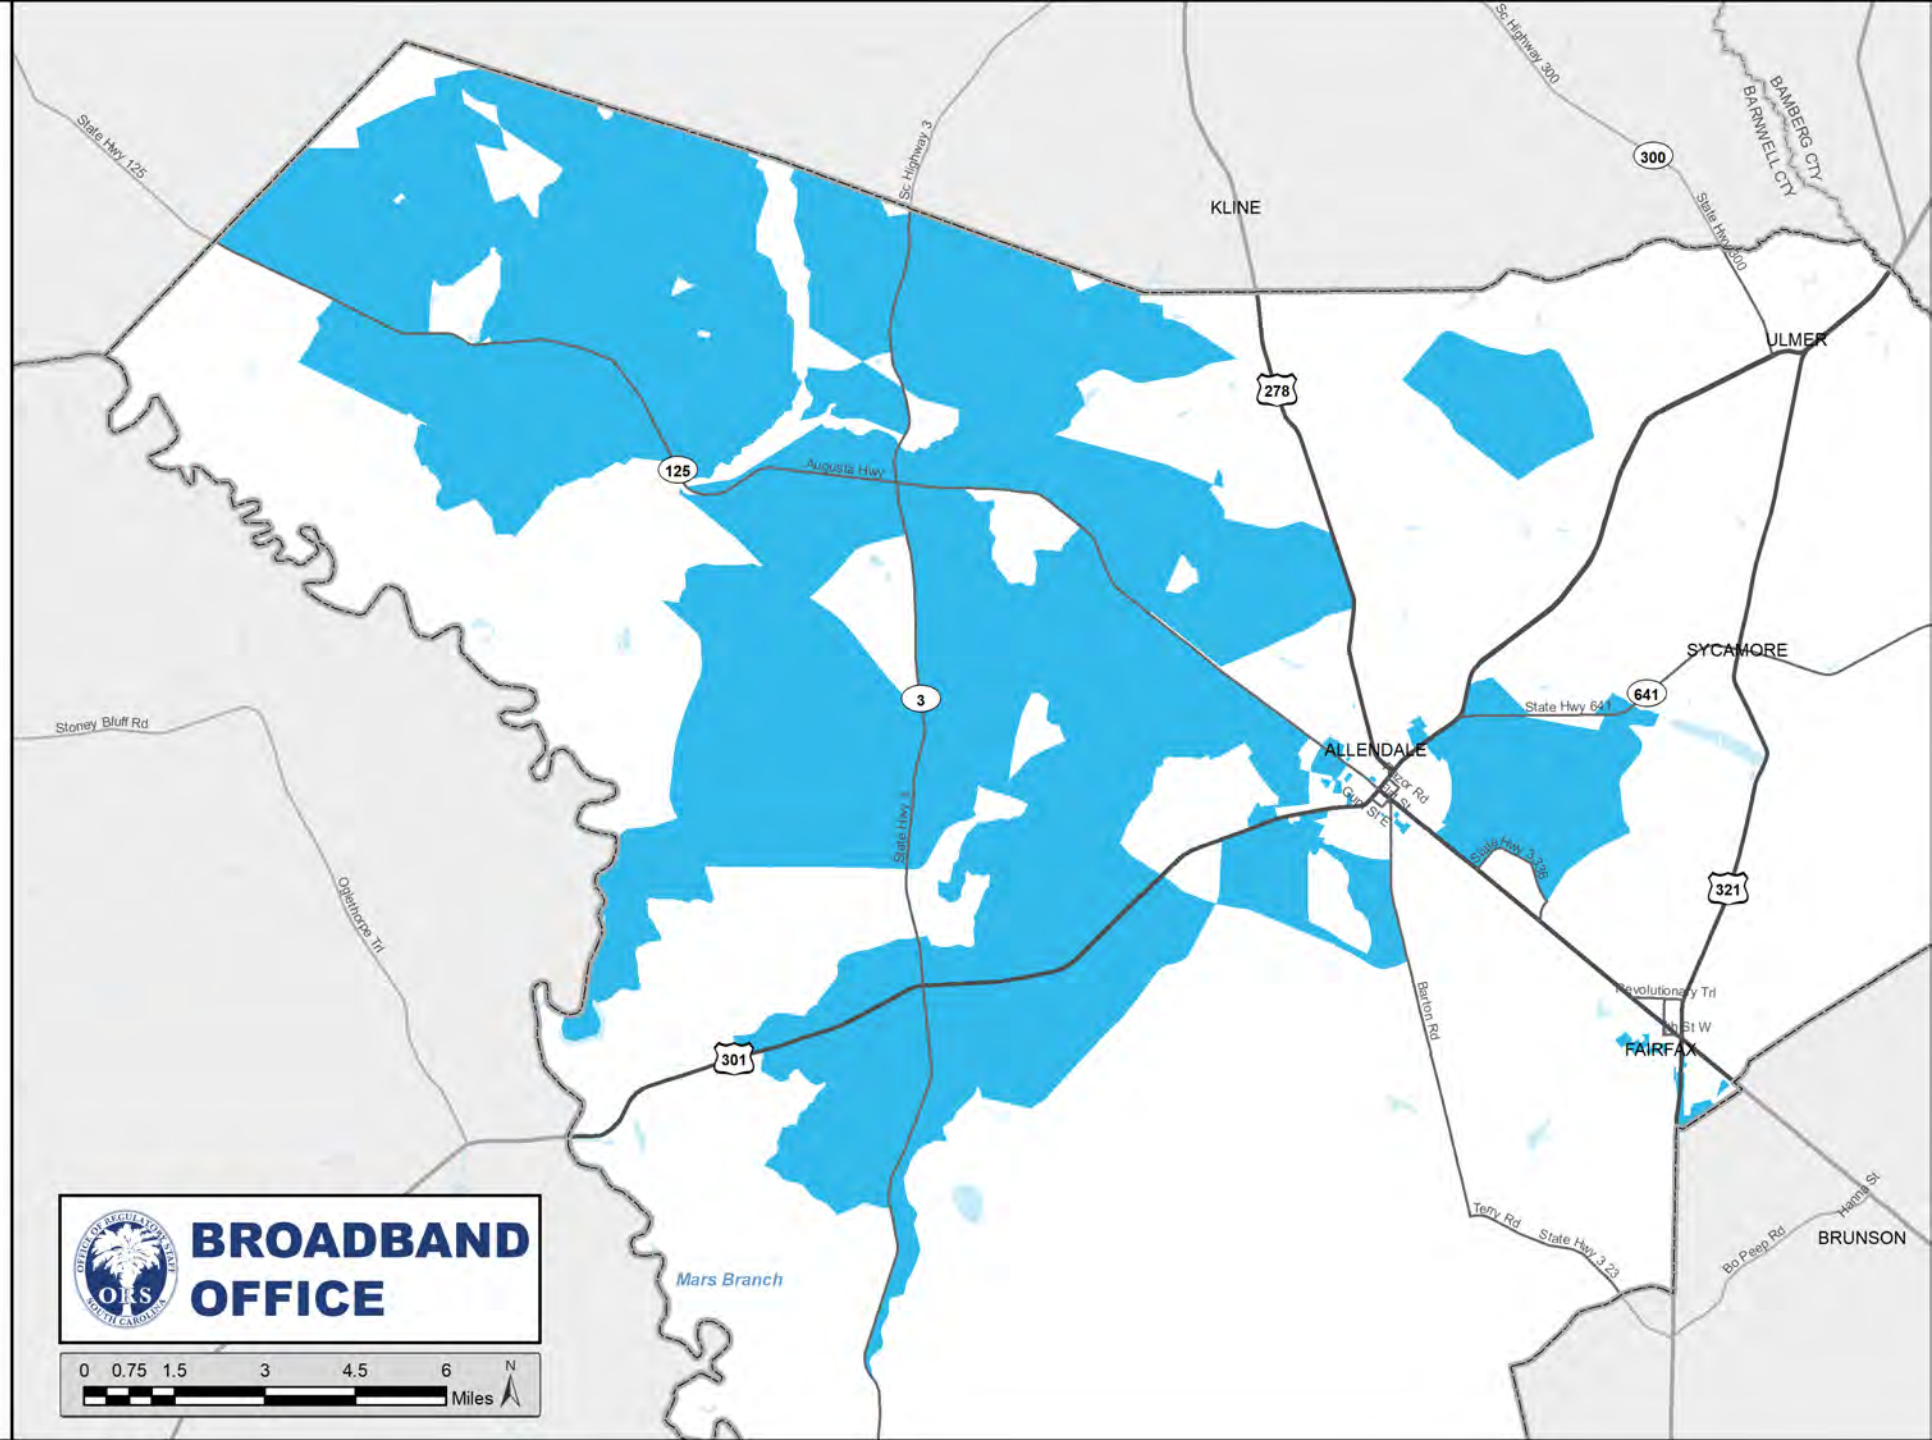 Sc Highway 300
BAMBERG CTY
BARNWELL CTY
State Hwy 125
Sc Highway 3
300
KLINE
State Hwy 300
ULMER
278
125
Augusta Hwy
SYCAMORE
641
State Hwy 641
3
Stoney Bluff Rd
ALLENDALE
Gum St E
State Hwy 3
State Hwy 3 336
321
Oglethorpe Trl
Barton Rd
Revolutionary Trl
St W
FAIRFAX
301
Hanna St
Terry Rd
State Hwy 3 23
Bo Peep Rd
BRUNSON
Mars Branch
OFFICE OF REGULATORY STAFF
ORS
SOUTH CAROLINA
BROADBAND
OFFICE
0 0.75 1.5 3 4.5 6
Miles
N